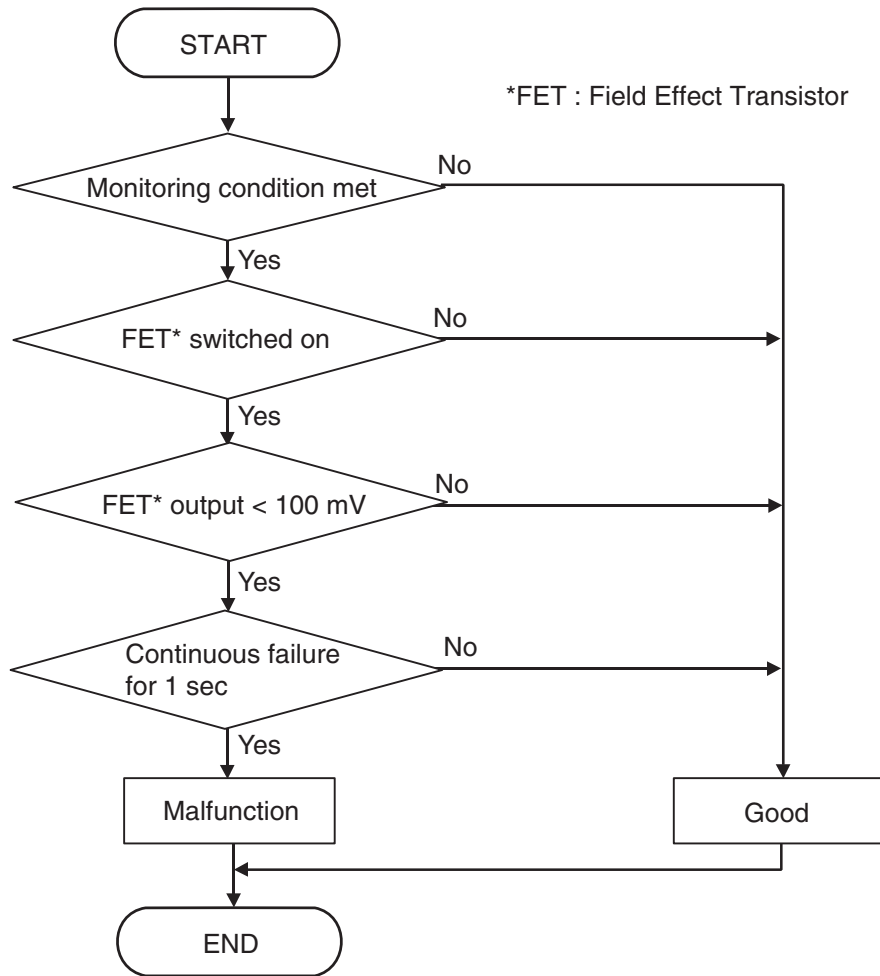 START
*FET : Field Effect Transistor
Monitoring condition met
No
Yes
FET* switched on
No
Yes
FET* output < 100 mV
No
Yes
Continuous failure
for 1 sec
No
Yes
Malfunction
Good
END